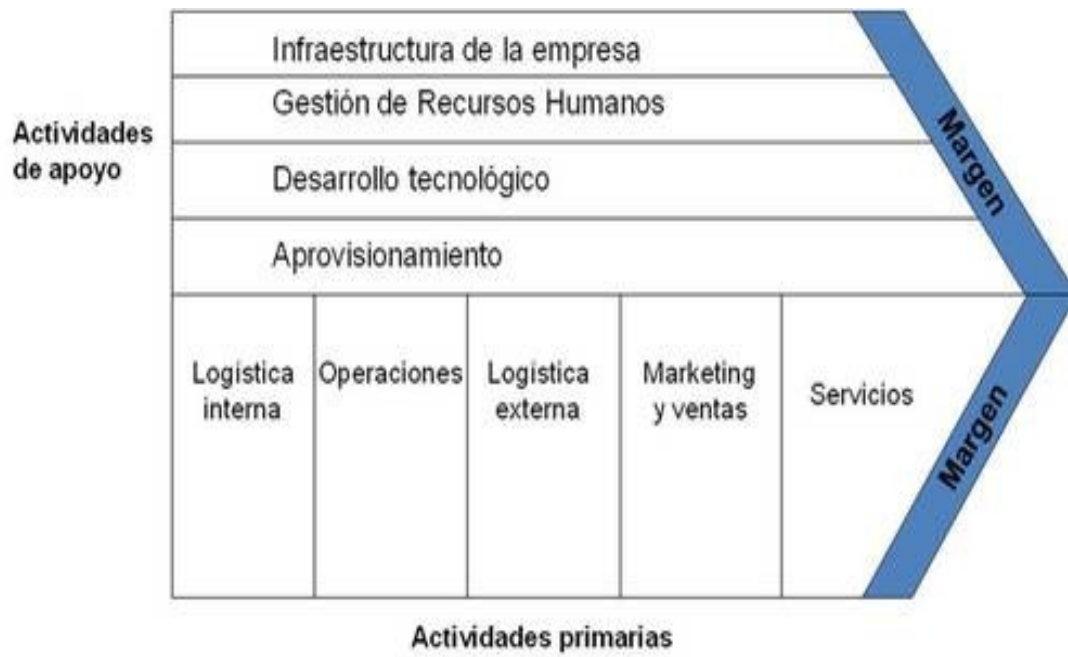 Infraestructura de la empresa
Gestión de Recursos Humanos
Actividades
de apoyo
Desarrollo tecnológico
Aprovisionamiento
Margen
Logística
interna
Operaciones
Logística
externa
Marketing
y ventas
Servicios
Margen
Actividades primarias